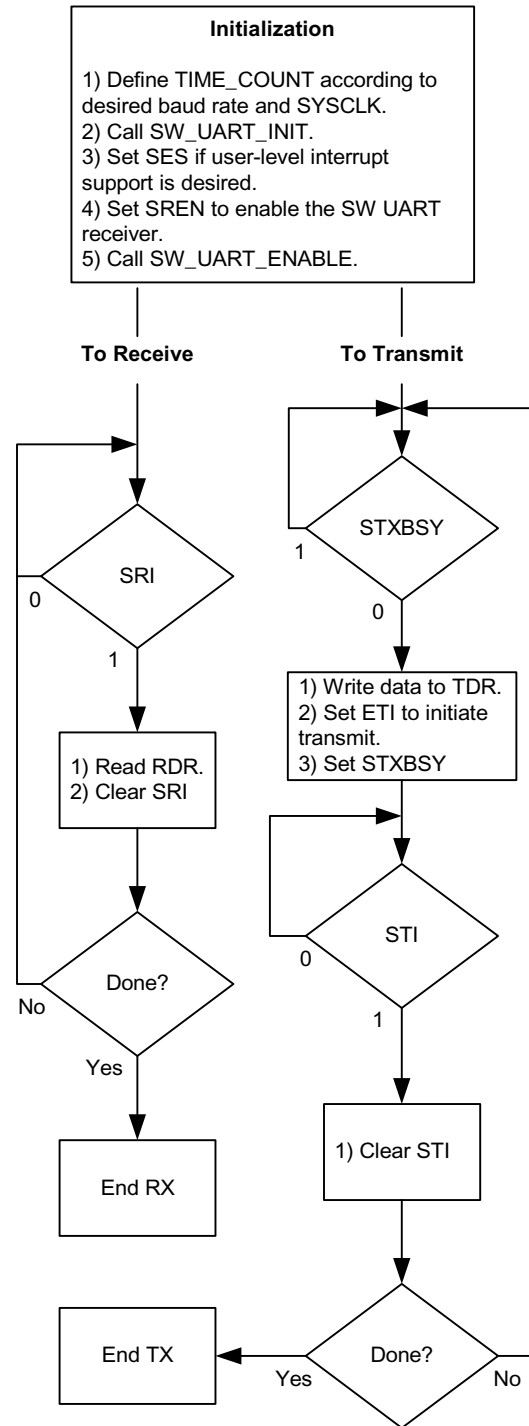 Initialization
1) Define TIME_COUNT according to
desired baud rate and SYSCLK.
2) Call SW_UART_INIT.
3) Set SES if user-level interrupt
support is desired.
4) Set SREN to enable the SW UART
receiver.
5) Call SW_UART_ENABLE.
To Receive
SRI
0
1
1) Read RDR.
2) Clear SRI
Done?
No
Yes
End RX
To Transmit
STXBSY
1
0
1) Write data to TDR.
2) Set ETI to initiate
transmit.
3) Set STXBSY
STI
0
1
1) Clear STI
Done?
Yes
No
End TX